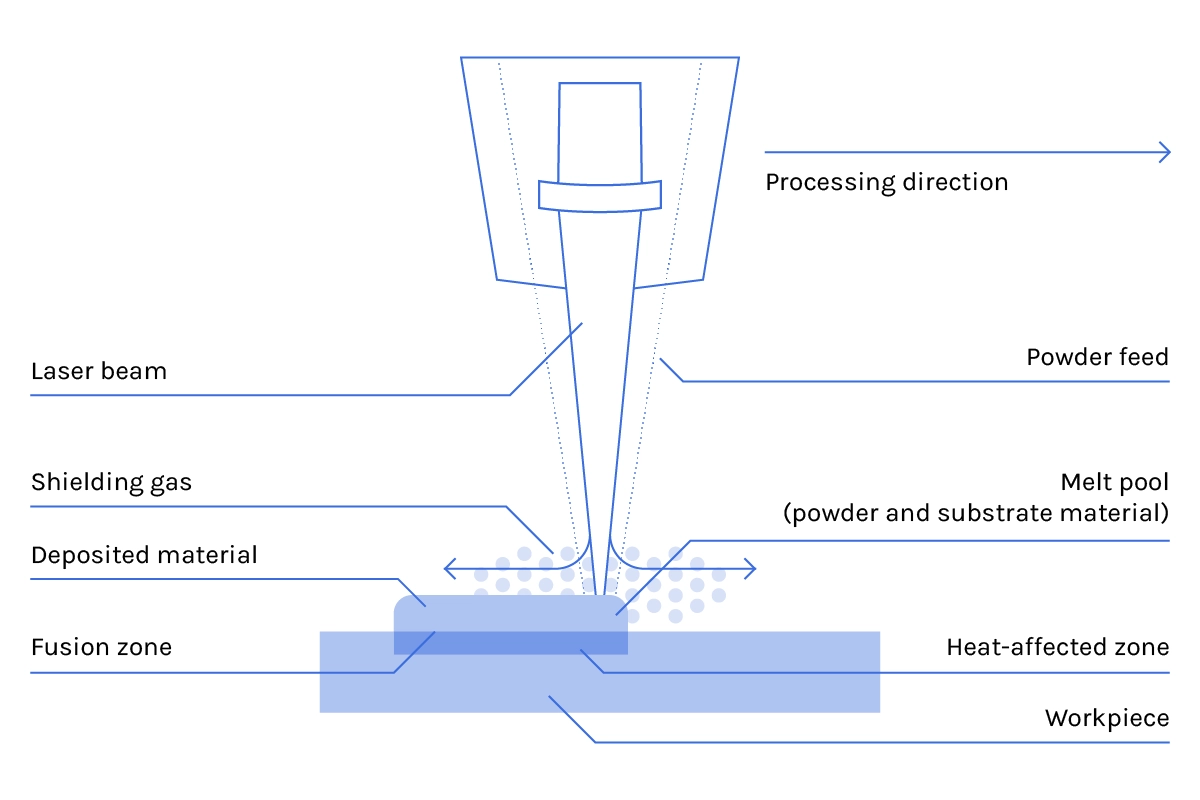 Processing direction
Laser beam
Powder feed
Shielding gas
Melt pool
(powder and substrate material)
Deposited material
Fusion zone
Heat-affected zone
Workpiece